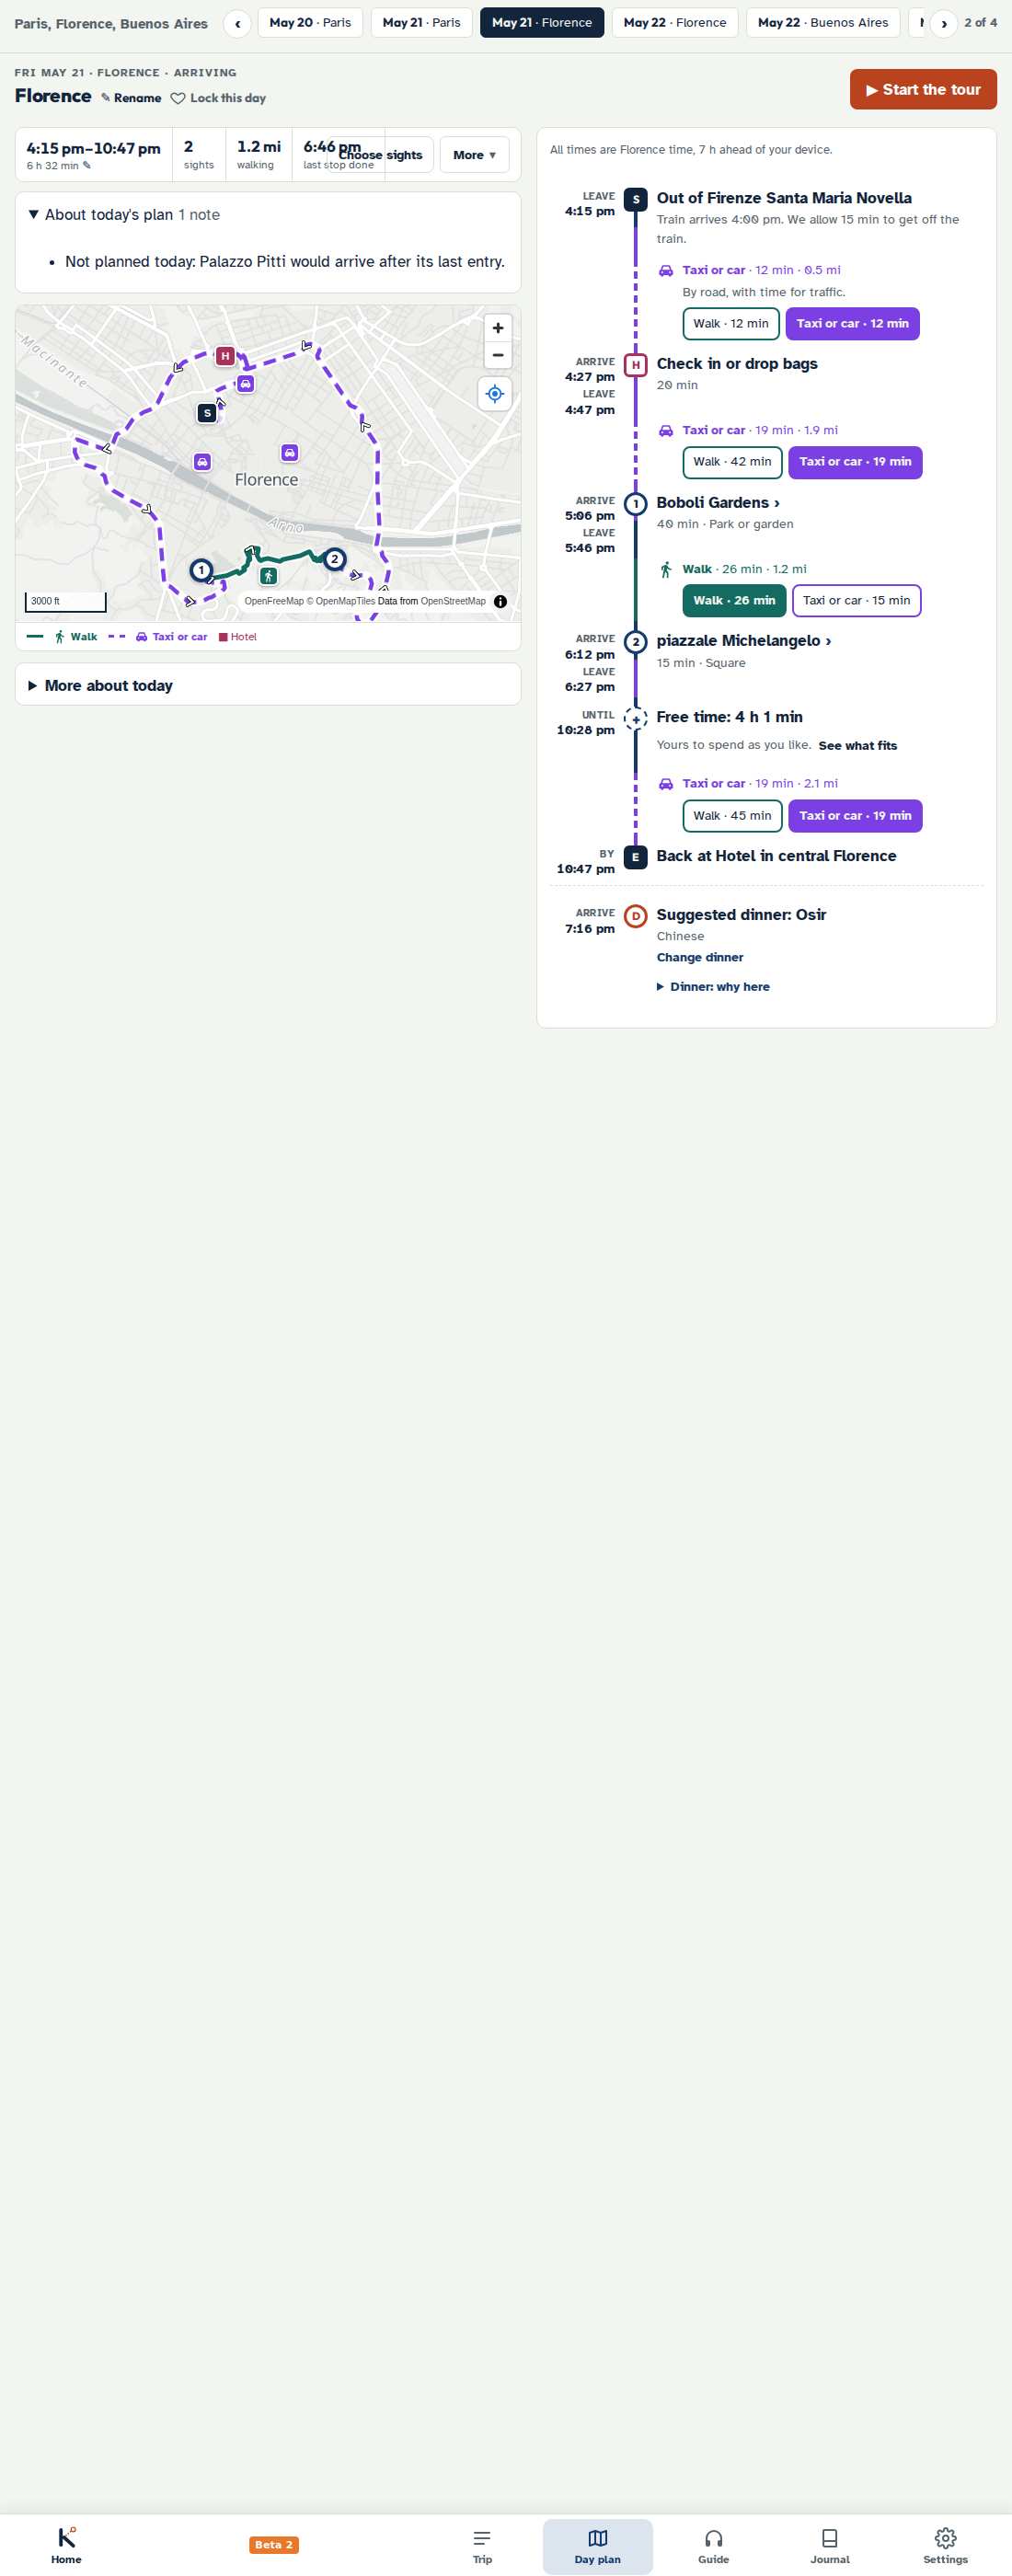 Paris, Florence, Buenos Aires
‹
May 20 · Paris
May 21 · Paris
May 21 · Florence
May 22 · Florence
May 22 · Buenos Aires
›
2 of 4
FRI MAY 21 · FLORENCE · ARRIVING
Florence ✎ Rename Lock this day
▶ Start the tour
4:15 pm–10:47 pm
6 h 32 min ✎
2
sights
1.2 mi
walking
6:46 pm
last stop done
Choose sights
More ▾
▼ About today's plan 1 note
• Not planned today: Palazzo Pitti would arrive after its last entry.
Macinante
H
S
Florence
Arno
1
2
+
−
3000 ft
OpenFreeMap © OpenMapTiles Data from OpenStreetMap
Walk
Taxi or car
Hotel
▶ More about today
All times are Florence time, 7 h ahead of your device.
LEAVE
4:15 pm
S
Out of Firenze Santa Maria Novella
Train arrives 4:00 pm. We allow 15 min to get off the
train.
Taxi or car · 12 min · 0.5 mi
By road, with time for traffic.
Walk · 12 min
Taxi or car · 12 min
ARRIVE
4:27 pm
LEAVE
4:47 pm
H
Check in or drop bags
20 min
Taxi or car · 19 min · 1.9 mi
Walk · 42 min
Taxi or car · 19 min
ARRIVE
5:06 pm
LEAVE
5:46 pm
1
Boboli Gardens ›
40 min · Park or garden
Walk · 26 min · 1.2 mi
Walk · 26 min
Taxi or car · 15 min
ARRIVE
6:12 pm
LEAVE
6:27 pm
2
piazzale Michelangelo ›
15 min · Square
UNTIL
10:28 pm
+
Free time: 4 h 1 min
Yours to spend as you like. See what fits
Taxi or car · 19 min · 2.1 mi
Walk · 45 min
Taxi or car · 19 min
BY
10:47 pm
E
Back at Hotel in central Florence
ARRIVE
7:16 pm
D
Suggested dinner: Osir
Chinese
Change dinner
▶ Dinner: why here
Home
Beta 2
Trip
Day plan
Guide
Journal
Settings